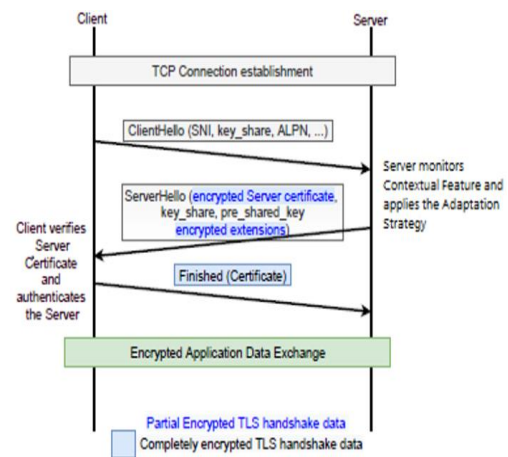 Client
Server
TCP Connection establishment
ClientHello (SNI, key_share, ALPN, ...)
Server monitors
Contextual Feature and
applies the Adaptation
Strategy
ServerHello (encrypted Server certificate,
key_share, pre_shared_key
encrypted extensions)
Client verifies
Server
Certificate
and
authenticates
the Server
Finished (Certificate)
Encrypted Application Data Exchange
Partial Encrypted TLS handshake data
Completely encrypted TLS handshake data